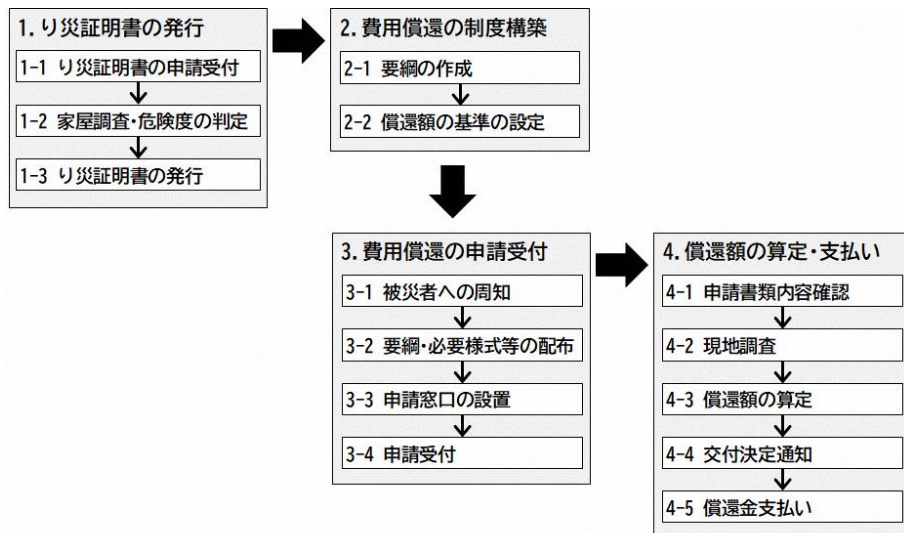 1.り災証明書の発行
1-1 り災証明書の申請受付
1-2 家屋調査・危険度の判定
1-3 り災証明書の発行
2.費用償還の制度構築
2-1 要綱の作成
2-2 償還額の基準の設定
3.費用償還の申請受付
3-1 被災者への周知
3-2 要綱・必要様式等の配布
3-3 申請窓口の設置
3-4 申請受付
4.償還額の算定・支払い
4-1 申請書類内容確認
4-2 現地調査
4-3 償還額の算定
4-4 交付決定通知
4-5 償還金支払い